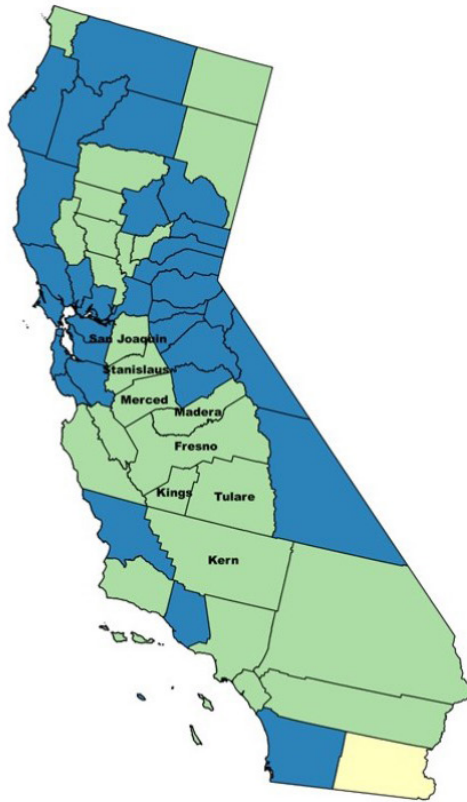 San Joaquin
Stanislaus
Merced
Madera
Fresno
Kings
Tulare
Kern